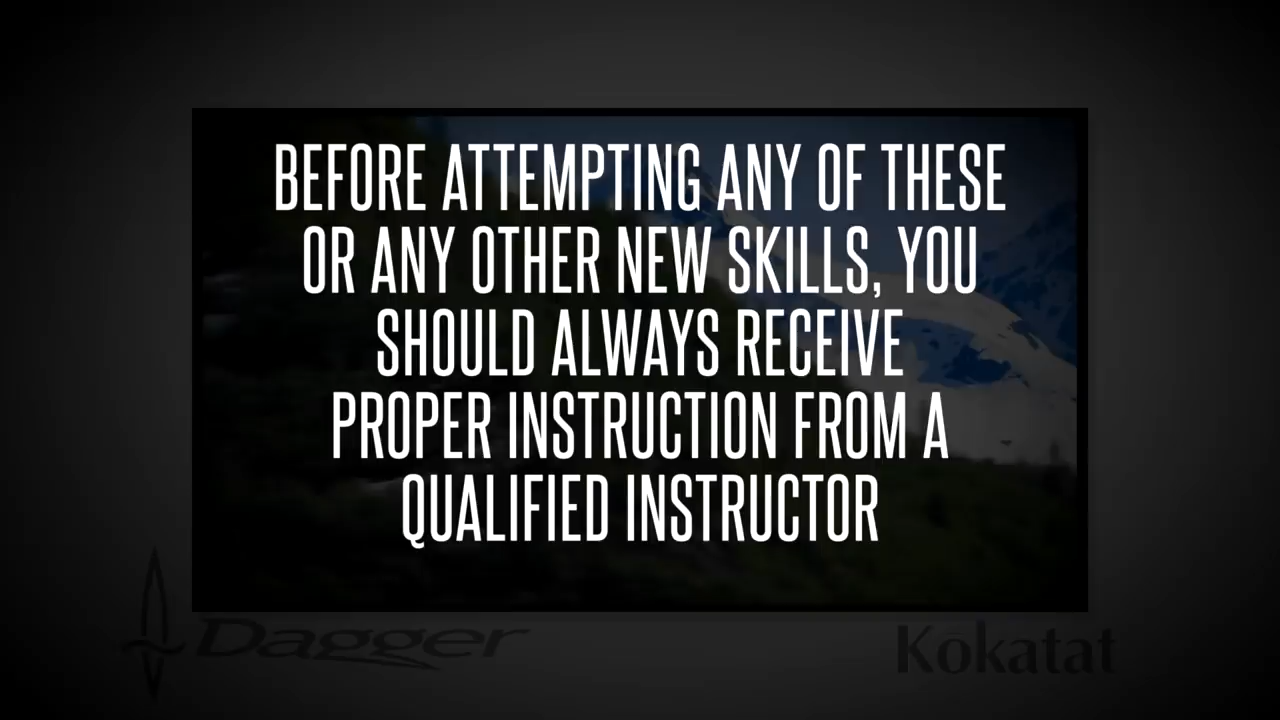 BEFORE ATTEMPTING ANY OF THESE
OR ANY OTHER NEW SKILLS, YOU
SHOULD ALWAYS RECEIVE
PROPER INSTRUCTION FROM A
QUALIFIED INSTRUCTOR
Dagger
Kōkatat